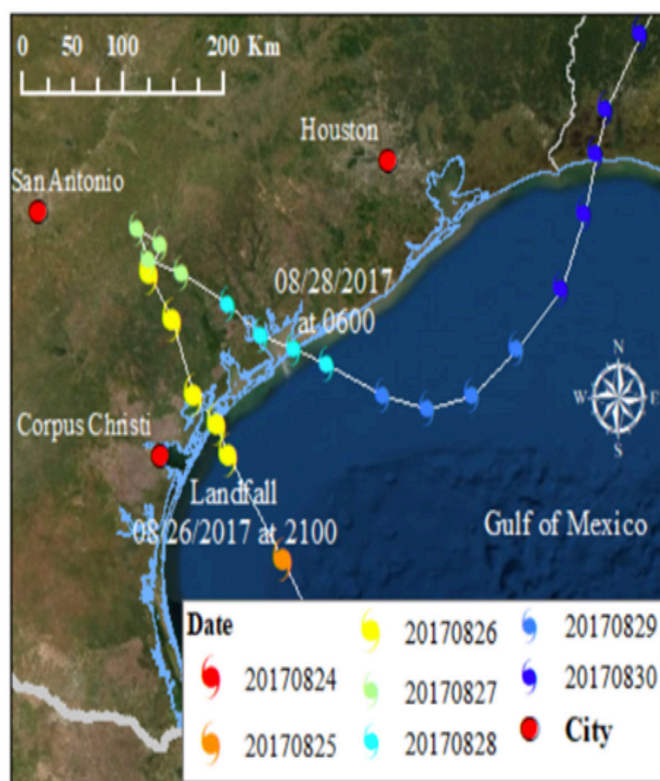 0 50 100 200 Km
Houston
San Antonio
08/28/2017
at 0600
N
W E
S
Corpus Christi
Landfall
08/26/2017 at 2100
Gulf of Mexico
Date
20170824
20170825
20170826
20170827
20170828
20170829
20170830
City